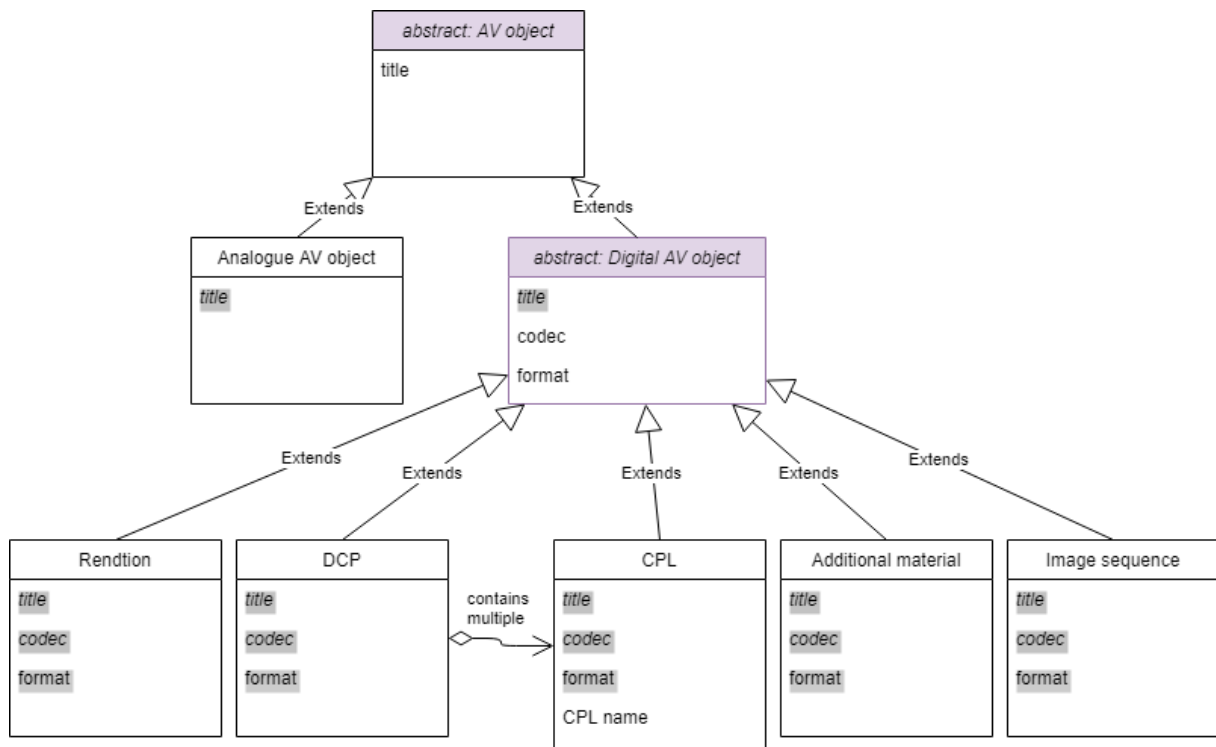 abstract: AV object
title
Extends
Extends
Analogue AV object
title
abstract: Digital AV object
title
codec
format
Extends
Extends
Extends
Extends
Extends
Rendtion
title
codec
format
DCP
title
codec
format
contains
multiple
CPL
title
codec
format
CPL name
Additional material
title
codec
format
Image sequence
title
codec
format